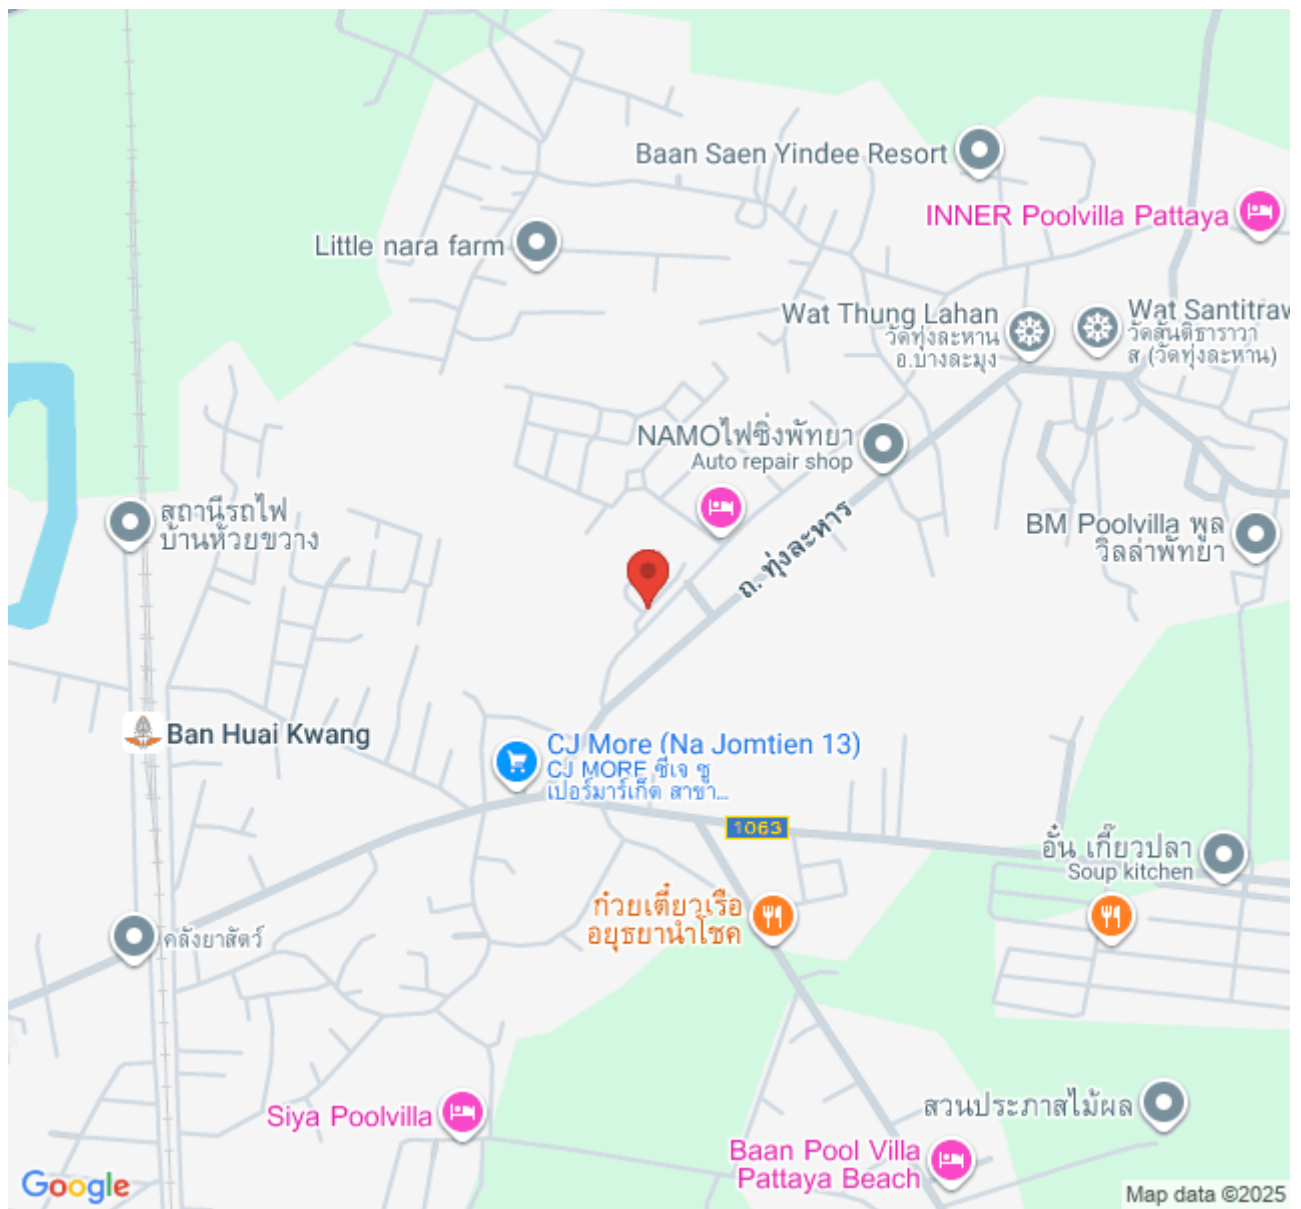 Baan Saen Yindee Resort
INNER Poolvilla Pattaya
Little nara farm
Wat Thung Lahan
วัดทุ่งละหาน
อ.บางละมุง
Wat Santitraw
วัดสันติธาราวา
ส (วัดทุ่งละหาน)
NAMOไฟซิ่งพัทยา
Auto repair shop
สถานีรถไฟ
บ้านห้วยขวาง
ถ. ทุ่งละหาร
BM Poolvilla พูล
วิลล่าพัทยา
Ban Huai Kwang
CJ More (Na Jomtien 13)
CJ MORE ซีเจ ซู
เปอร์มาร์เก็ต สาขา...
1063
อั๋น เกี๊ยวปลา
Soup kitchen
ก๋วยเตี๋ยวเรือ
อยุธยานำโชค
คลังยาสัตว์
Siya Poolvilla
สวนประภาสไม้ผล
Baan Pool Villa
Pattaya Beach
Google
Map data ©2025